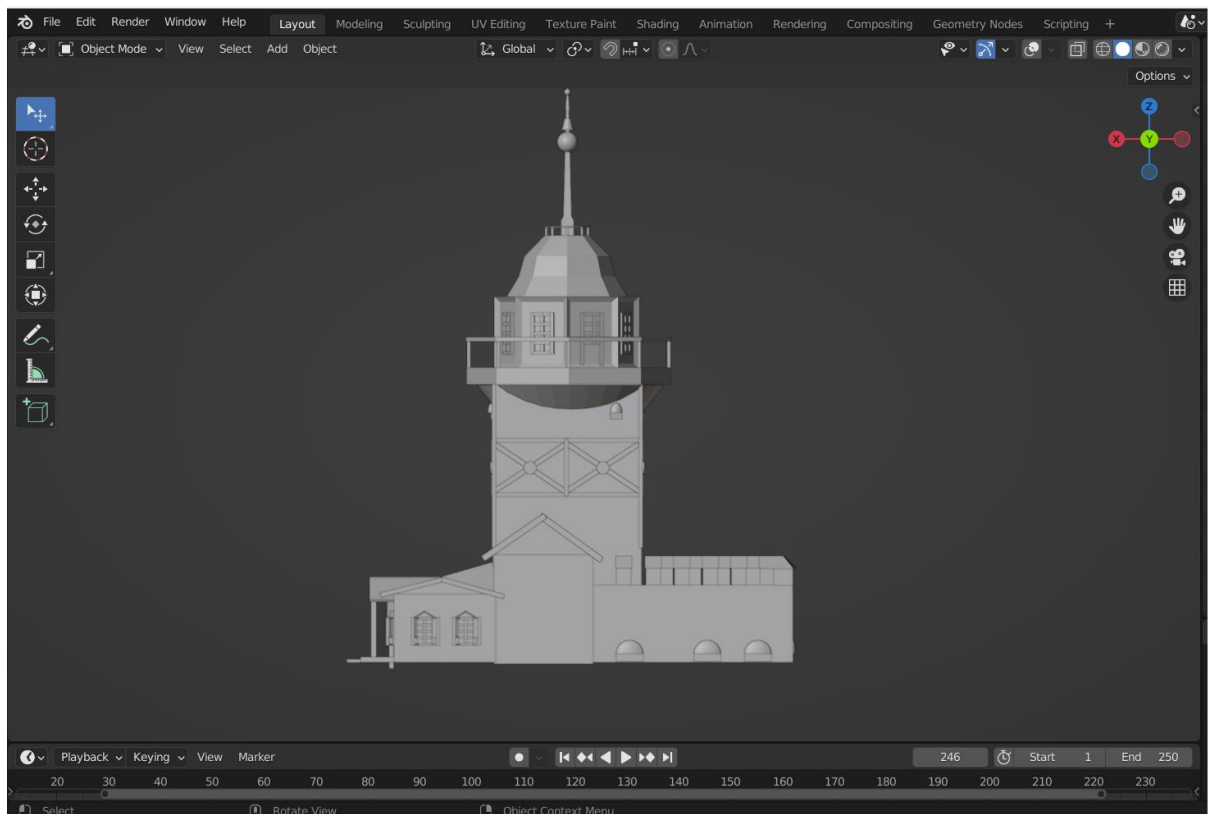 File Edit Render Window Help Layout Modeling Sculpting UV Editing Texture Paint Shading Animation Rendering Compositing Geometry Nodes Scripting +
Object Mode View Select Add Object Global
Options
Z
X Y
Playback Keying View Marker 246 Start 1 End 250
20 30 40 50 60 70 80 90 100 110 120 130 140 150 160 170 180 190 200 210 220 230
Select Rotate View Object Context Menu